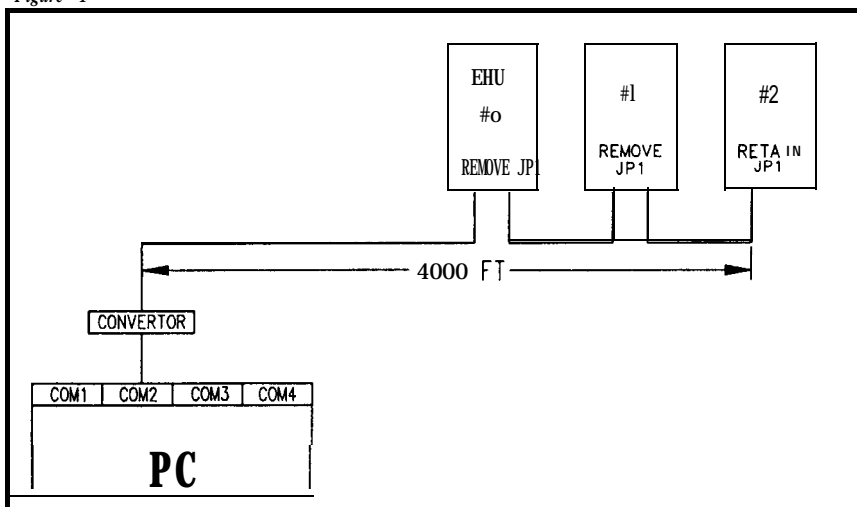 Figure 1
EHU
#o
REMOVE JP1
#1
REMOVE
JP1
#2
RETAIN
JP1
4000 FT
CONVERTOR
COM1 COM2 COM3 COM4
PC